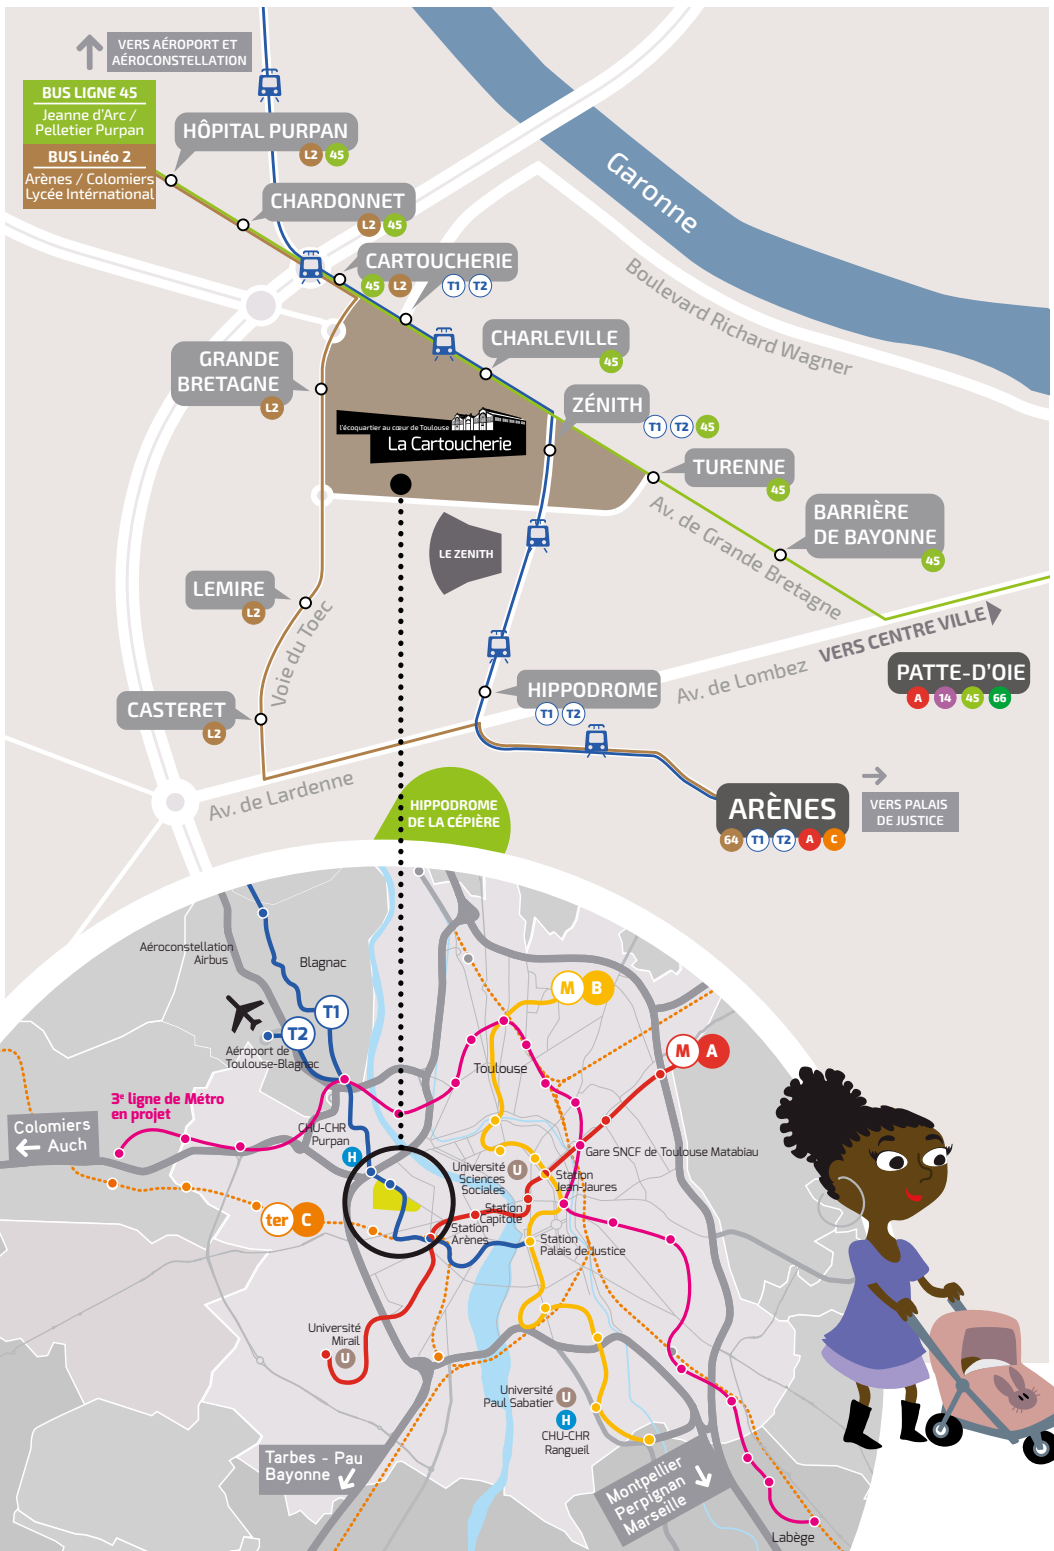 VERS AÉROPORT ET
AÉROCONSTELLATION
BUS LIGNE 45
Jeanne d'Arc /
Pelletier Purpan
BUS Linéo 2
Arènes / Colomiers
Lycée Intérnational
HÔPITAL PURPAN
L2 45
CHARDONNET
L2 45
CARTOUCHERIE
45 L2 T1 T2
Garonne
Boulevard Richard Wagner
CHARLEVILLE
45
GRANDE
BRETAGNE
L2
ZÉNITH
T1 T2 45
l'écoquartier au cœur de Toulouse
La Cartoucherie
TURENNE
45
BARRIÈRE
DE BAYONNE
45
Av. de Grande Bretagne
LE ZENITH
LEMIRE
L2
Voie du Toec
VERS CENTRE VILLE
PATTE-D'OIE
A 14 45 66
HIPPODROME
T1 T2
Av. de Lombez
CASTERET
L2
Av. de Lardenne
HIPPODROME
DE LA CÉPIÈRE
ARÈNES
64 T1 T2 A C
VERS PALAIS
DE JUSTICE
Aéroconstellation
Airbus
Blagnac
T1
T2
Aéroport de
Toulouse-Blagnac
M B
M A
Toulouse
3e ligne de Métro
en projet
Colomiers
Auch
CHU-CHR
Purpan
H
Université
Sciences
Sociales
U
Gare SNCF de Toulouse Matabiau
Station
Jean-Jaures
Station
Capitole
ter C
Station
Arènes
Station
Palais de Justice
Université
Mirail
U
Université
Paul Sabatier
U
H
CHU-CHR
Rangueil
Tarbes - Pau
Bayonne
Montpellier
Perpignan
Marseille
Labège